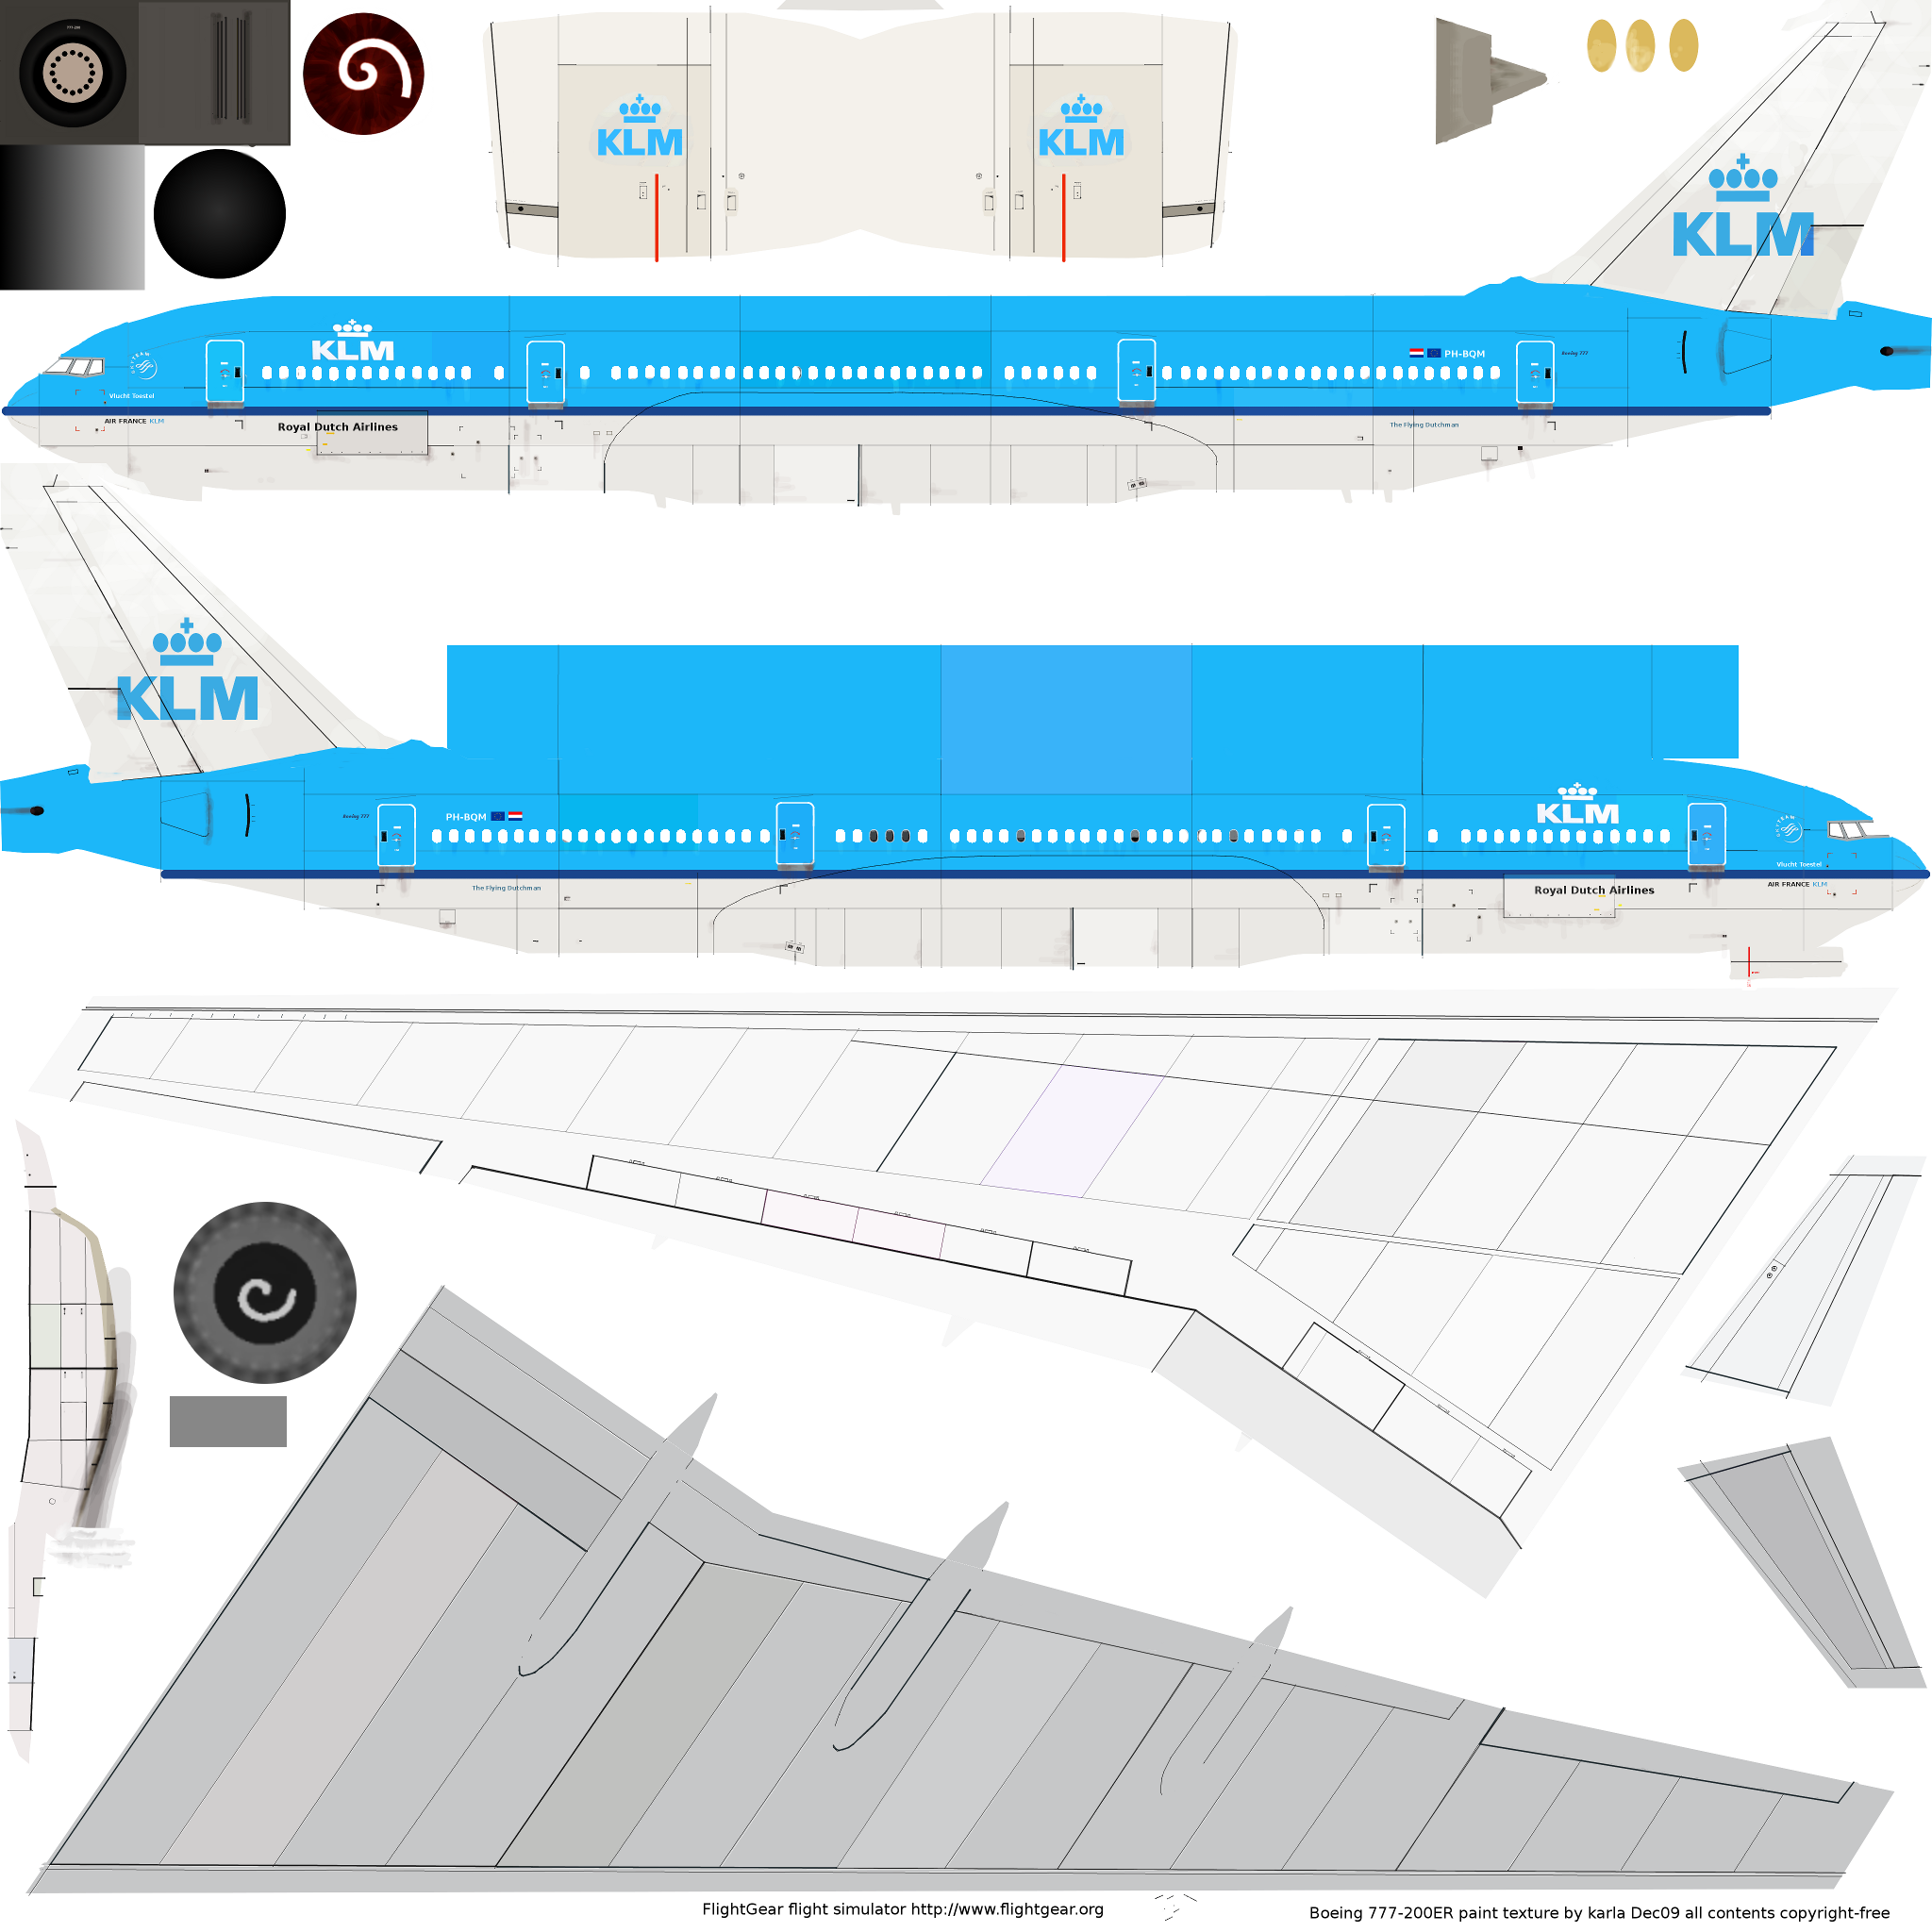 KLM
KLM
KLM
KLM
SKYTEAM
PH-BQM
Boeing 777
Vlucht Toestel
AIR FRANCE KLM
Royal Dutch Airlines
The Flying Dutchman
KLM
KLM
Boeing 777
PH-BQM
SKYTEAM
Vlucht Toestel
The Flying Dutchman
Royal Dutch Airlines
AIR FRANCE KLM
FlightGear flight simulator http://www.flightgear.org
Boeing 777-200ER paint texture by karla Dec09 all contents copyright-free